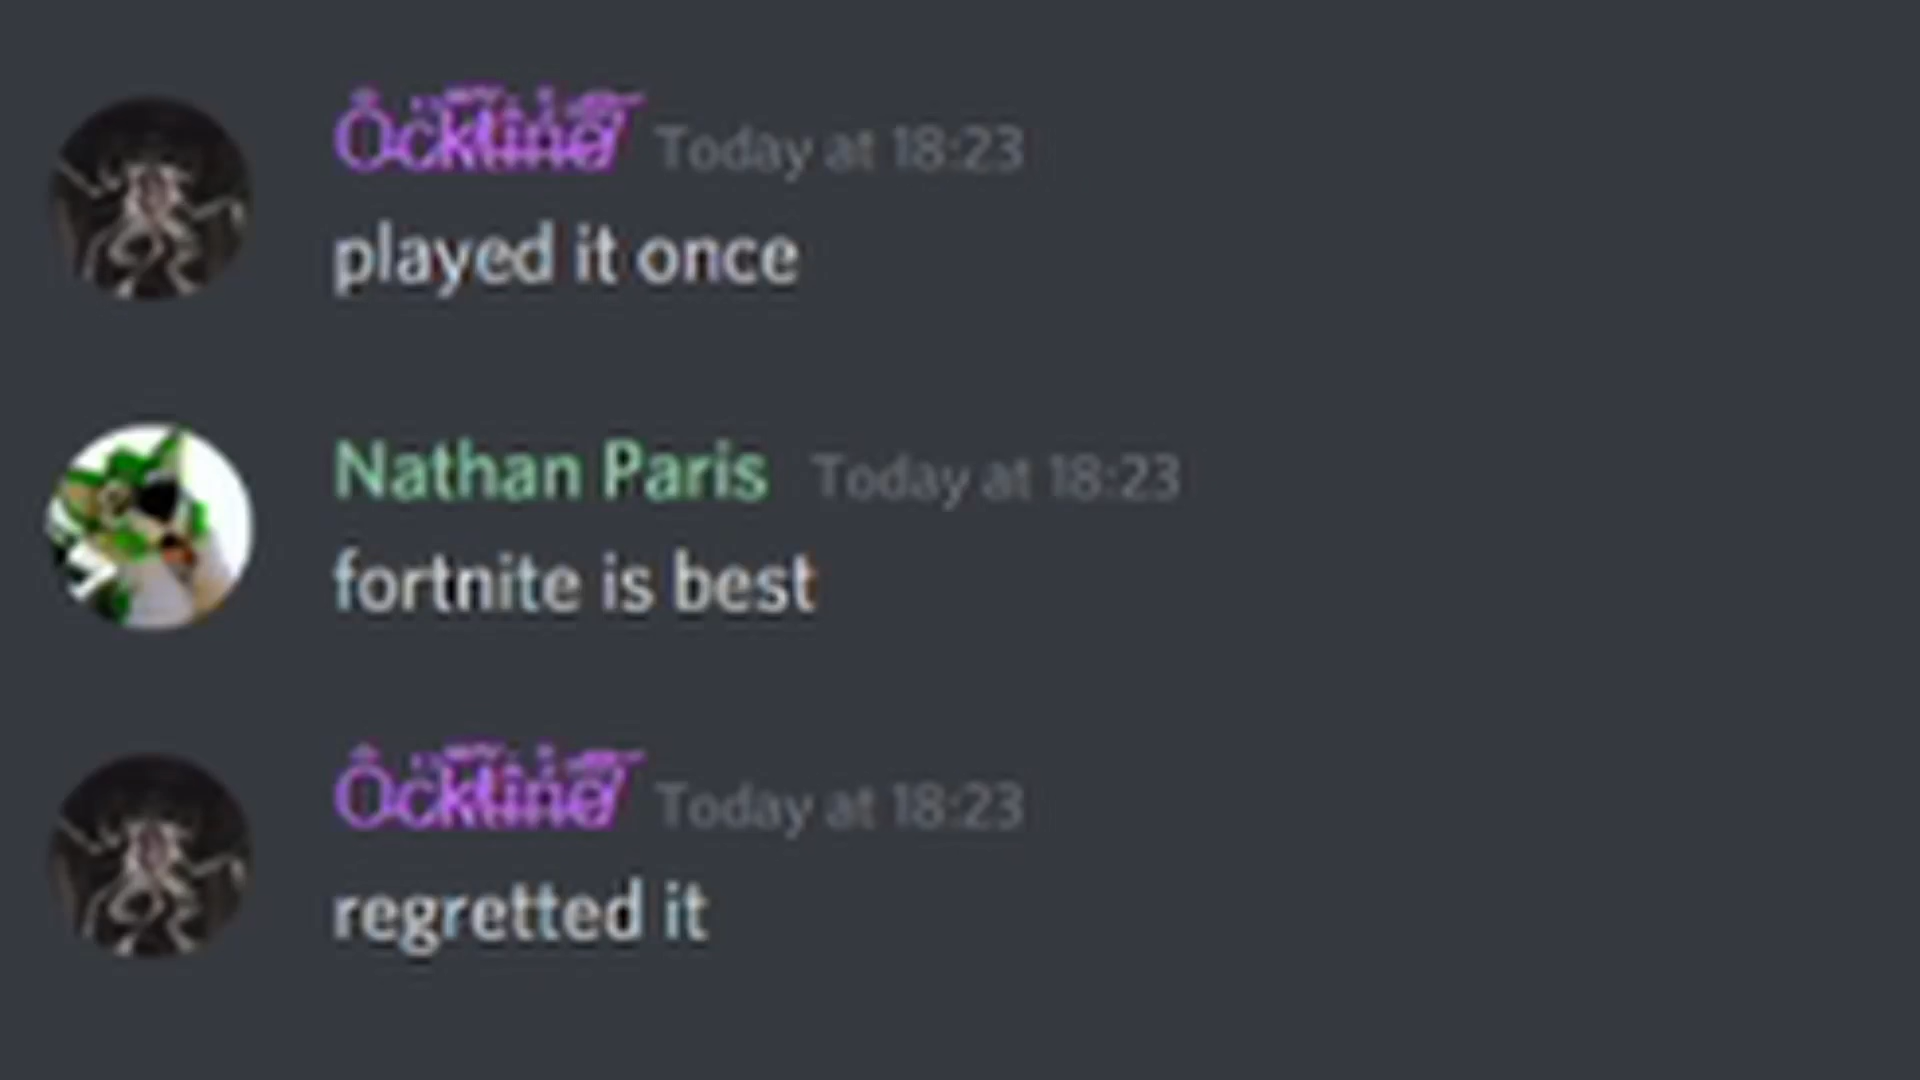 Today at 18:23
played it once
Nathan Paris Today at 18:23
fortnite is best
Today at 18:23
regretted it